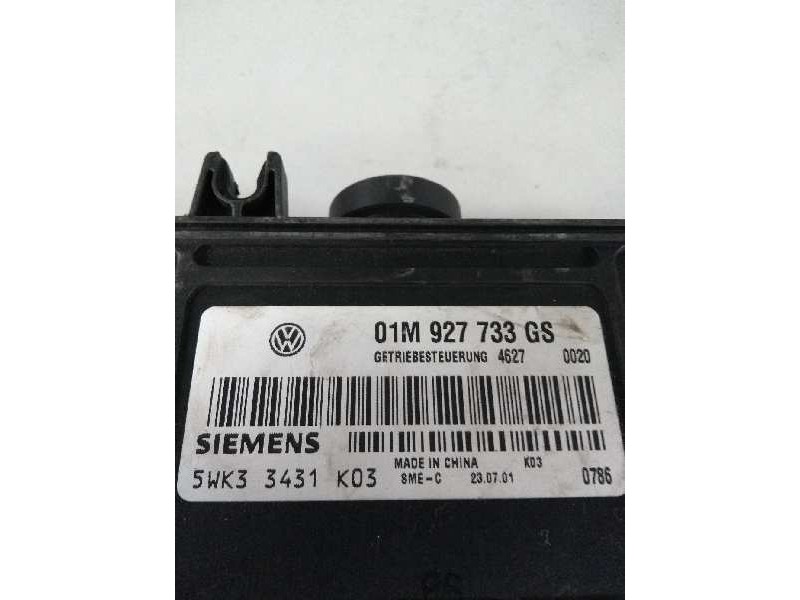 01M 927 733 GS
GETRIEBESTEUERUNG 4627 0020
SIEMENS
MADE IN CHINA K03
5WK3 3431 K03 SME-C 23.07.01 0786